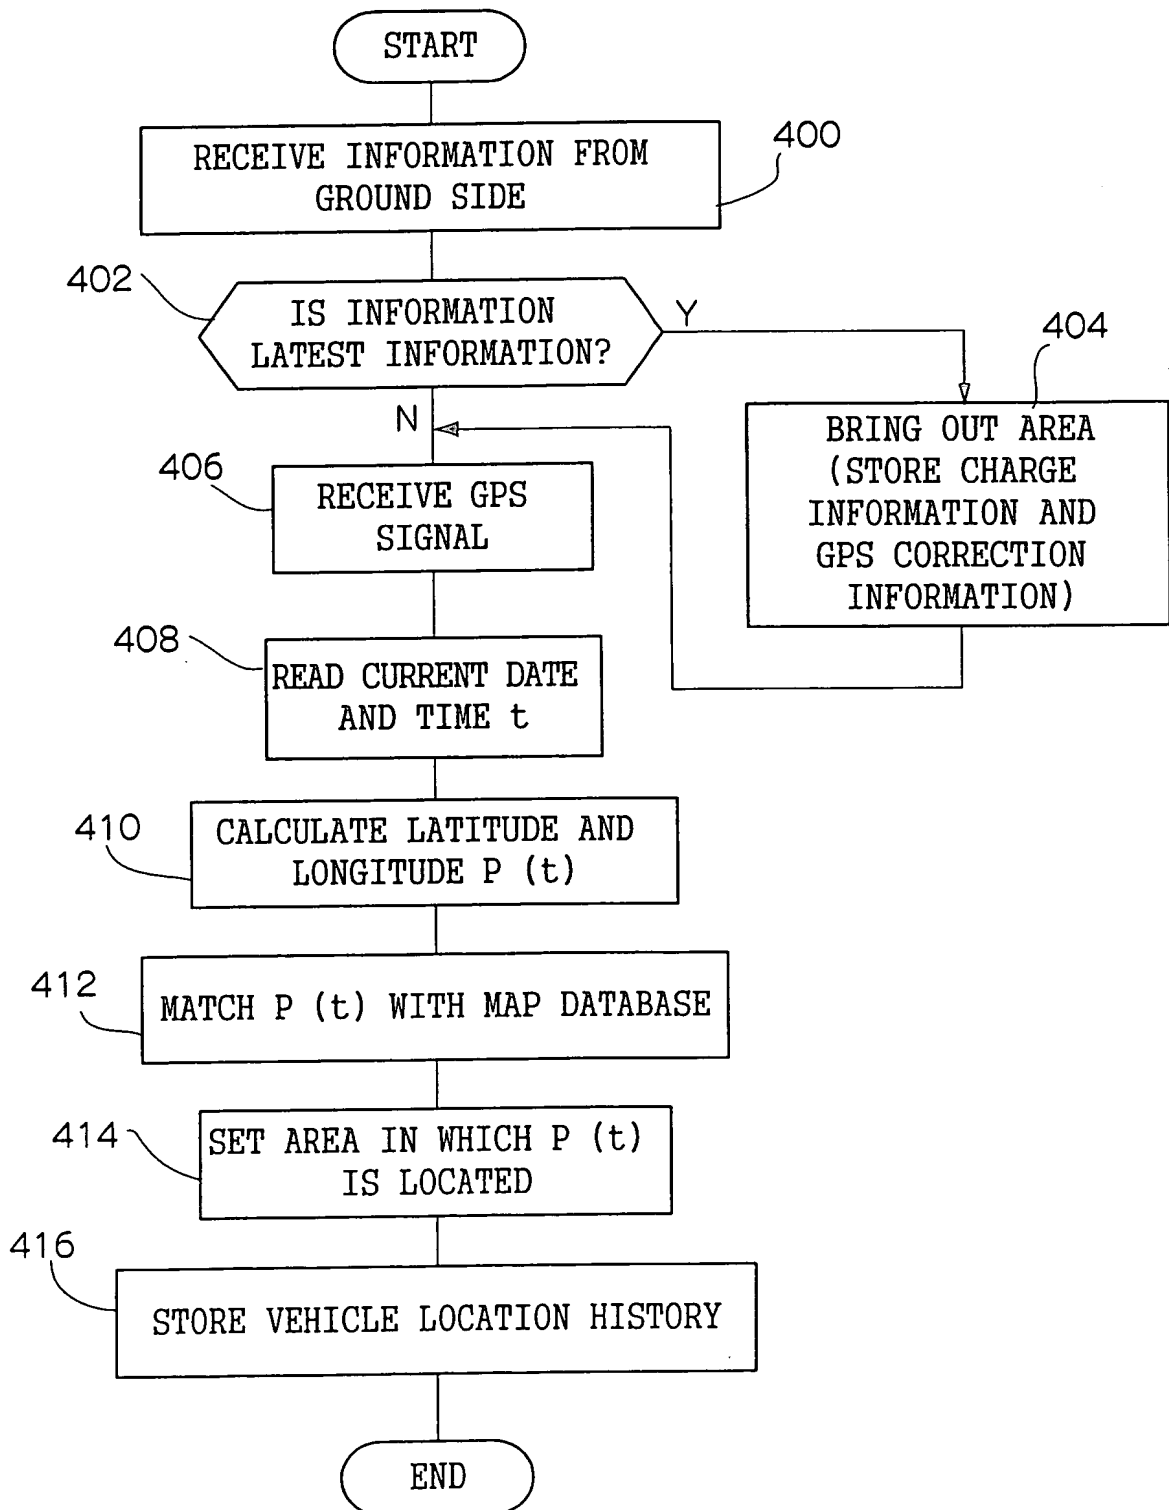 START
400
RECEIVE INFORMATION FROM
GROUND SIDE
402
IS INFORMATION
LATEST INFORMATION?
Y
N
404
BRING OUT AREA
(STORE CHARGE
INFORMATION AND
GPS CORRECTION
INFORMATION)
406
RECEIVE GPS
SIGNAL
408
READ CURRENT DATE
AND TIME t
410
CALCULATE LATITUDE AND
LONGITUDE P (t)
412
MATCH P (t) WITH MAP DATABASE
414
SET AREA IN WHICH P (t)
IS LOCATED
416
STORE VEHICLE LOCATION HISTORY
END